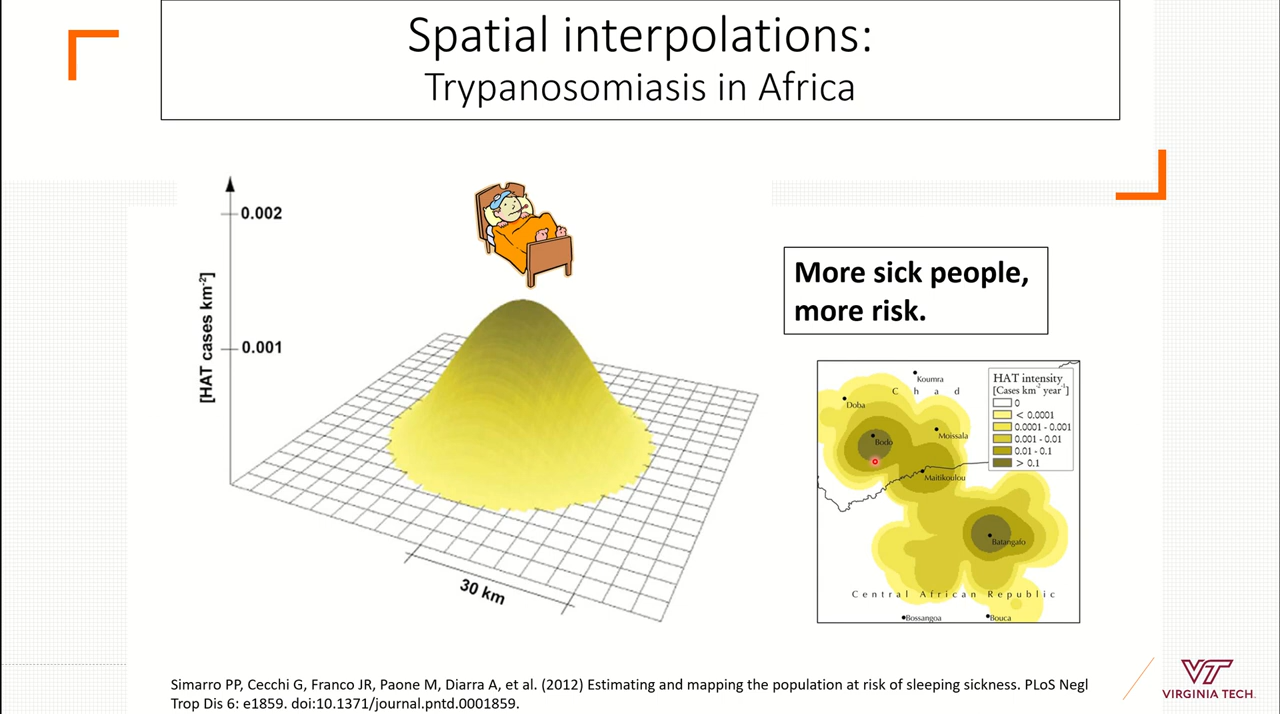 Spatial interpolations:
Trypanosomiasis in Africa
0.002
0.001
[HAT cases km-2]
30 km
More sick people,
more risk.
Koumra
C h a d
Doba
Bodo
Moissala
Maitikoulou
Batangafo
Central African Republic
Bossangoa
Bouca
HAT intensity
[Cases km-2 year-1]
0
< 0.0001
0.0001 - 0.001
0.001 - 0.01
0.01 - 0.1
> 0.1
Simarro PP, Cecchi G, Franco JR, Paone M, Diarra A, et al. (2012) Estimating and mapping the population at risk of sleeping sickness. PLoS Negl
Trop Dis 6: e1859. doi:10.1371/journal.pntd.0001859.
VT
VIRGINIA TECH.